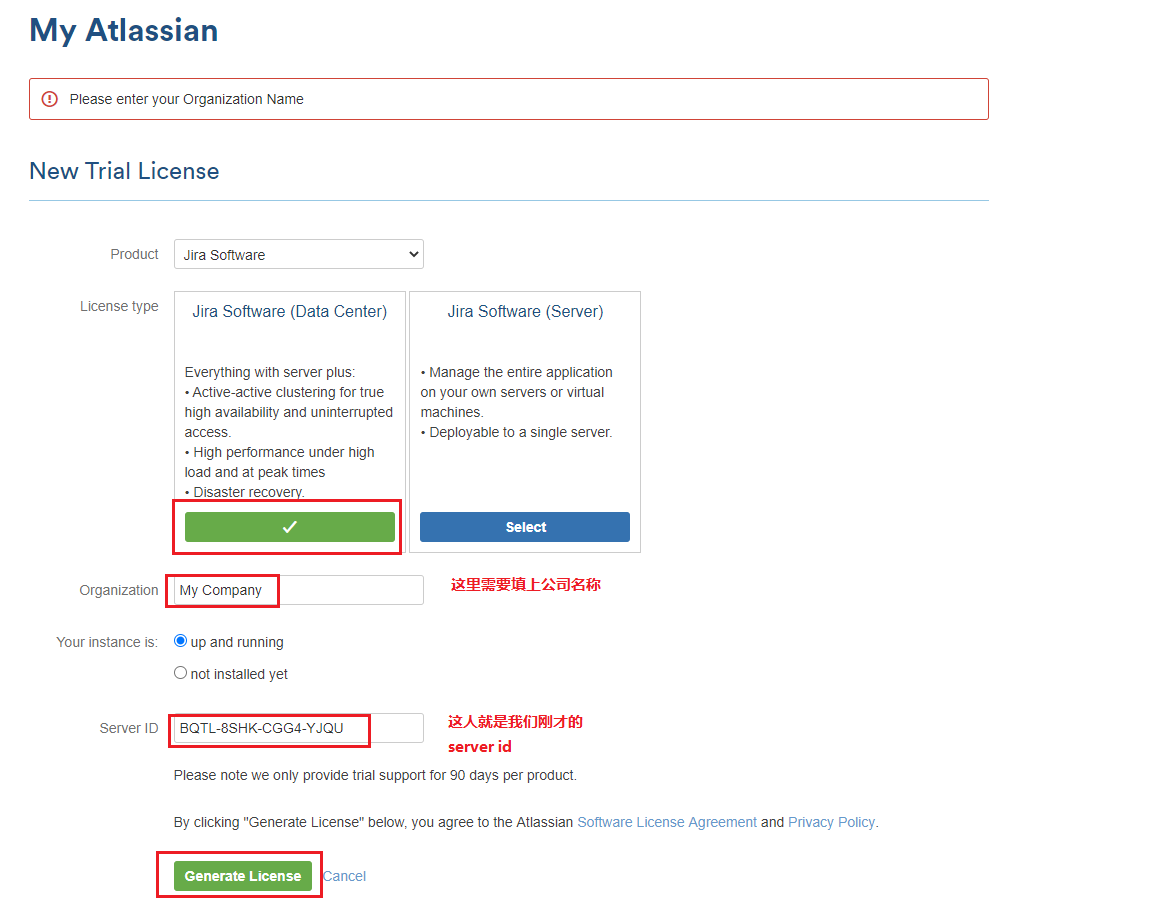 My Atlassian
Please enter your Organization Name
New Trial License
Product
Jira Software
License type
Jira Software (Data Center)
Everything with server plus:
• Active-active clustering for true
high availability and uninterrupted
access.
• High performance under high
load and at peak times
• Disaster recovery.
Jira Software (Server)
• Manage the entire application
on your own servers or virtual
machines.
• Deployable to a single server.
Select
Organization
My Company
这里需要填上公司名称
Your instance is:
up and running
not installed yet
Server ID
BQTL-8SHK-CGG4-YJQU
这人就是我们刚才的
server id
Please note we only provide trial support for 90 days per product.
By clicking "Generate License" below, you agree to the Atlassian Software License Agreement and Privacy Policy.
Generate License
Cancel